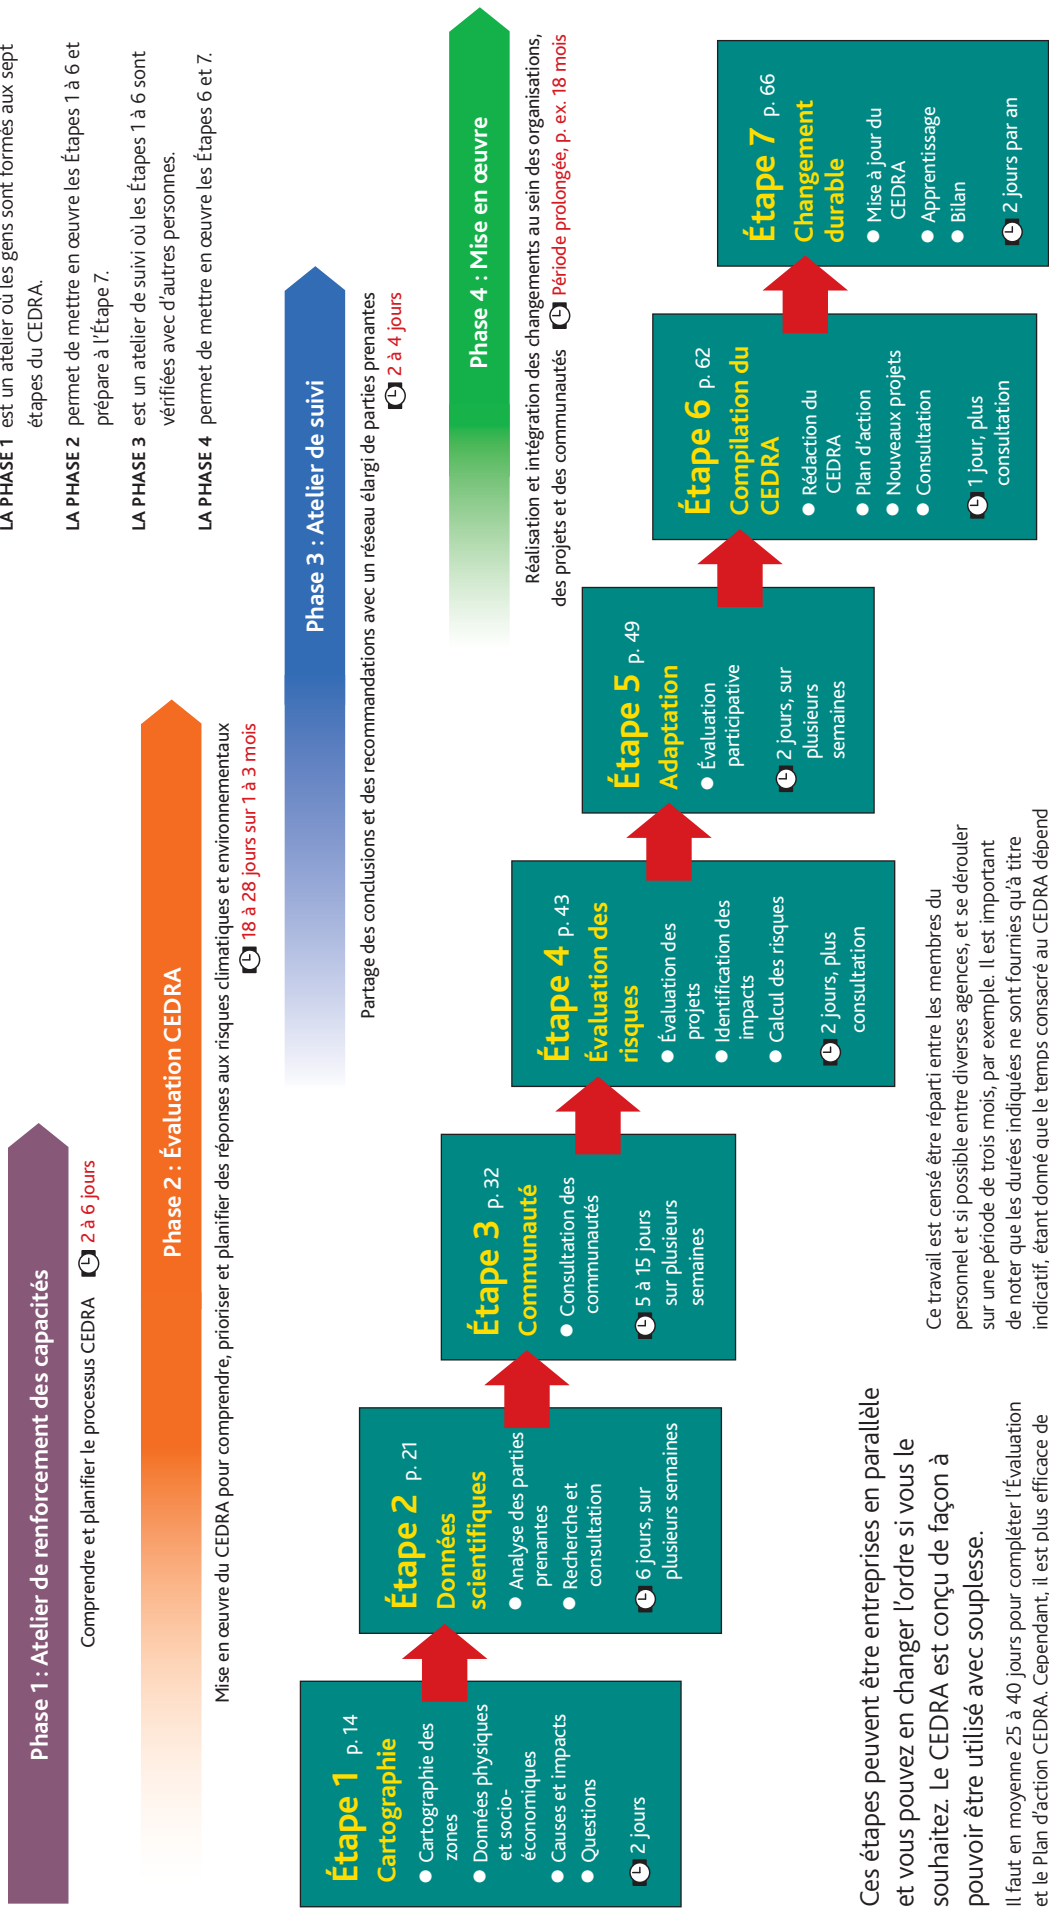 LA PHASE 1 est un atelier où les gens sont formés aux sept
étapes du CEDRA.
LA PHASE 2 permet de mettre en œuvre les Étapes 1 à 6 et
prépare à l'Étape 7.
LA PHASE 3 est un atelier de suivi où les Étapes 1 à 6 sont
vérifiées avec d'autres personnes.
LA PHASE 4 permet de mettre en œuvre les Étapes 6 et 7.
Phase 1 : Atelier de renforcement des capacités
Comprendre et planifier le processus CEDRA 2 à 6 jours
Phase 2 : Évaluation CEDRA
Mise en œuvre du CEDRA pour comprendre, prioriser et planifier des réponses aux risques climatiques et environnementaux
18 à 28 jours sur 1 à 3 mois
Phase 3 : Atelier de suivi
Partage des conclusions et des recommandations avec un réseau élargi de parties prenantes
2 à 4 jours
Phase 4 : Mise en œuvre
Réalisation et intégration des changements au sein des organisations,
des projets et des communautés Période prolongée, p. ex. 18 mois
Étape 1 p. 14
Cartographie
● Cartographie des
zones
● Données physiques
et socio-
économiques
● Causes et impacts
● Questions
2 jours
Étape 2 p. 21
Données
scientifiques
● Analyse des parties
prenantes
● Recherche et
consultation
6 jours, sur
plusieurs semaines
Étape 3 p. 32
Communauté
● Consultation des
communautés
5 à 15 jours
sur plusieurs
semaines
Étape 4 p. 43
Évaluation des
risques
● Évaluation des
projets
● Identification des
impacts
● Calcul des risques
2 jours, plus
consultation
Étape 5 p. 49
Adaptation
● Évaluation
participative
2 jours, sur
plusieurs
semaines
Étape 6 p. 62
Compilation du
CEDRA
● Rédaction du
CEDRA
● Plan d'action
● Nouveaux projets
● Consultation
1 jour, plus
consultation
Étape 7 p. 66
Changement
durable
● Mise à jour du
CEDRA
● Apprentissage
● Bilan
2 jours par an
Ces étapes peuvent être entreprises en parallèle
et vous pouvez en changer l'ordre si vous le
souhaitez. Le CEDRA est conçu de façon à
pouvoir être utilisé avec souplesse.
Il faut en moyenne 25 à 40 jours pour compléter l'Évaluation
et le Plan d'action CEDRA. Cependant, il est plus efficace de
Ce travail est censé être réparti entre les membres du
personnel et si possible entre diverses agences, et se dérouler
sur une période de trois mois, par exemple. Il est important
de noter que les durées indiquées ne sont fournies qu'à titre
indicatif, étant donné que le temps consacré au CEDRA dépend